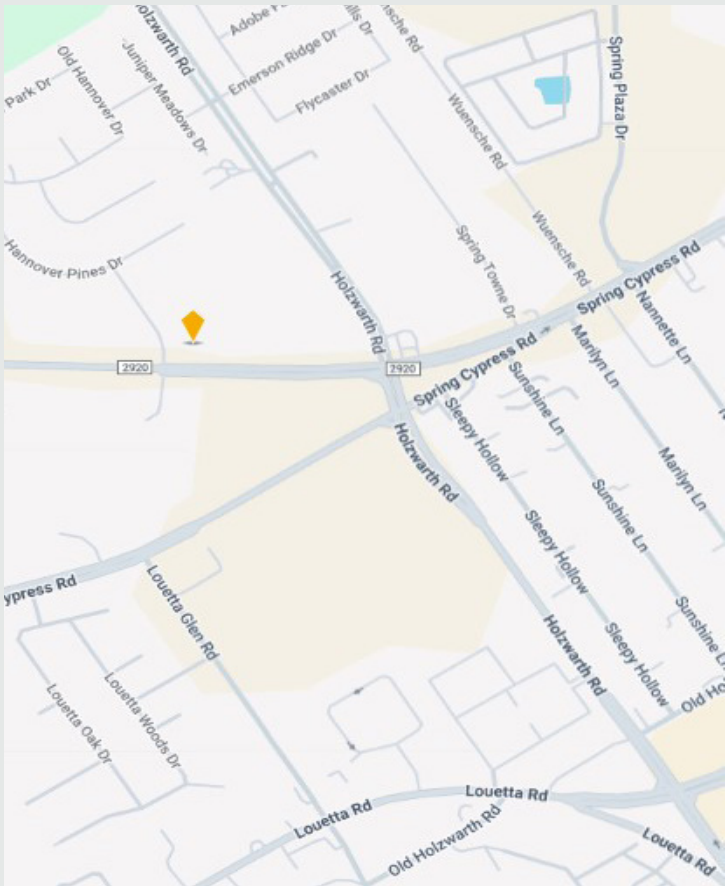 Holzwarth Rd
Old Hannover Dr
Juniper Meadows Dr
Park Dr
Emerson Ridge Dr
Flycaster Dr
Wuensche Rd
Spring Plaza Dr
Hannover Pines Dr
Holzwarth Rd
Spring Towne Dr
Wuensche Rd
Spring Cypress Rd
2920
2920
Spring Cypress Rd
Nannette Ln
Marilyn Ln
Sunshine Ln
Sleepy Hollow
Holzwarth Rd
Marilyn Ln
Sunshine Ln
Sleepy Hollow
ypress Rd
Louetta Glen Rd
Sunshine Ln
Sleepy Hollow
Holzwarth Rd
Louetta Oak Dr
Louetta Woods Dr
Louetta Rd
Louetta Rd
Old Holzwarth Rd
Louetta Rd